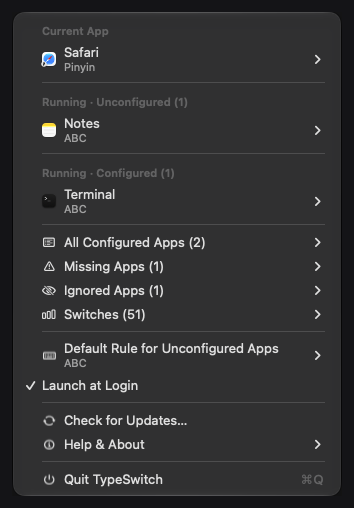 Current App
Safari
Pinyin
Running · Unconfigured (1)
Notes
ABC
Running · Configured (1)
Terminal
ABC
All Configured Apps (2)
Missing Apps (1)
Ignored Apps (1)
Switches (51)
Default Rule for Unconfigured Apps
ABC
✓ Launch at Login
Check for Updates...
Help & About
Quit TypeSwitch ⌘Q